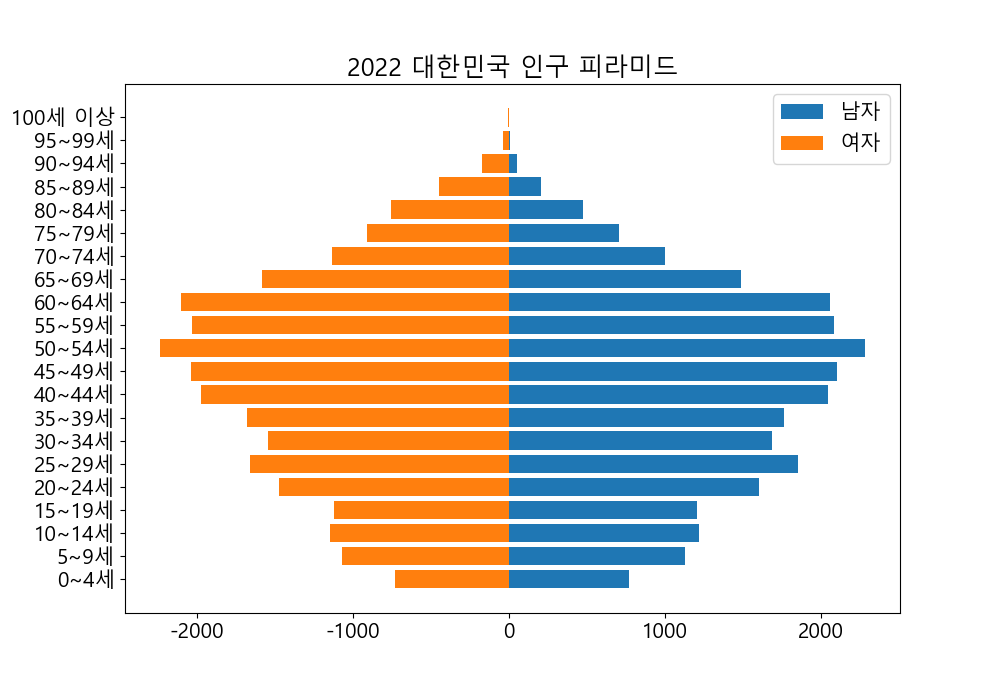 2022 대한민국 인구 피라미드
남자
여자
100세 이상
95~99세
90~94세
85~89세
80~84세
75~79세
70~74세
65~69세
60~64세
55~59세
50~54세
45~49세
40~44세
35~39세
30~34세
25~29세
20~24세
15~19세
10~14세
5~9세
0~4세
-2000 -1000 0 1000 2000